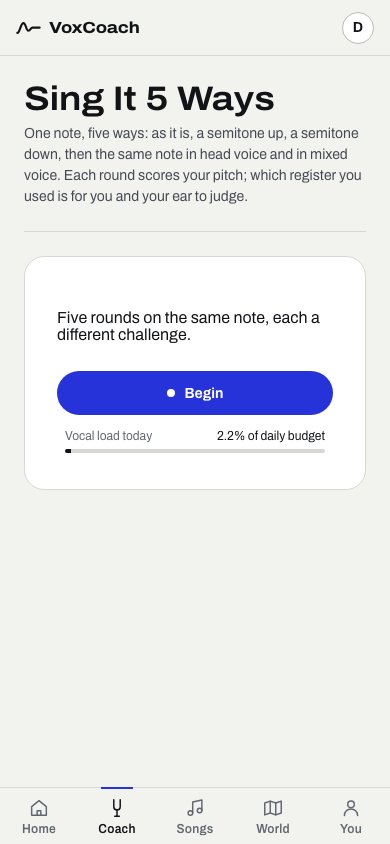 VoxCoach
D
Sing It 5 Ways
One note, five ways: as it is, a semitone up, a semitone
down, then the same note in head voice and in mixed
voice. Each round scores your pitch; which register you
used is for you and your ear to judge.
Five rounds on the same note, each a
different challenge.
Begin
Vocal load today 2.2% of daily budget
Home Coach Songs World You